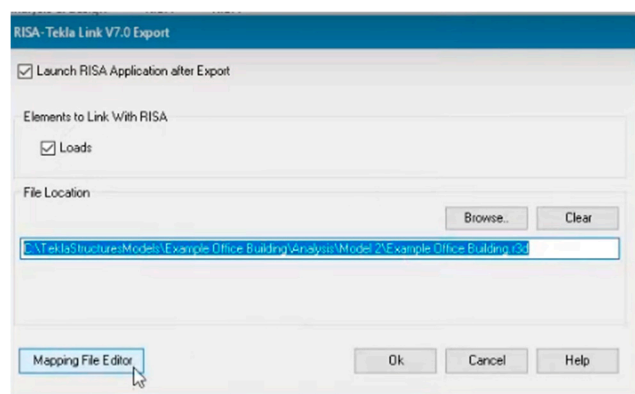 RISA-Tekla Link V7.0 Export
Launch RISA Application after Export
Elements to Link With RISA
Loads
File Location
Browse.. Clear
C:\TeklaStructuresModels\Example Office Building\Analysis\Model 2\Example Office Building.r3d
Mapping File Editor Ok Cancel Help